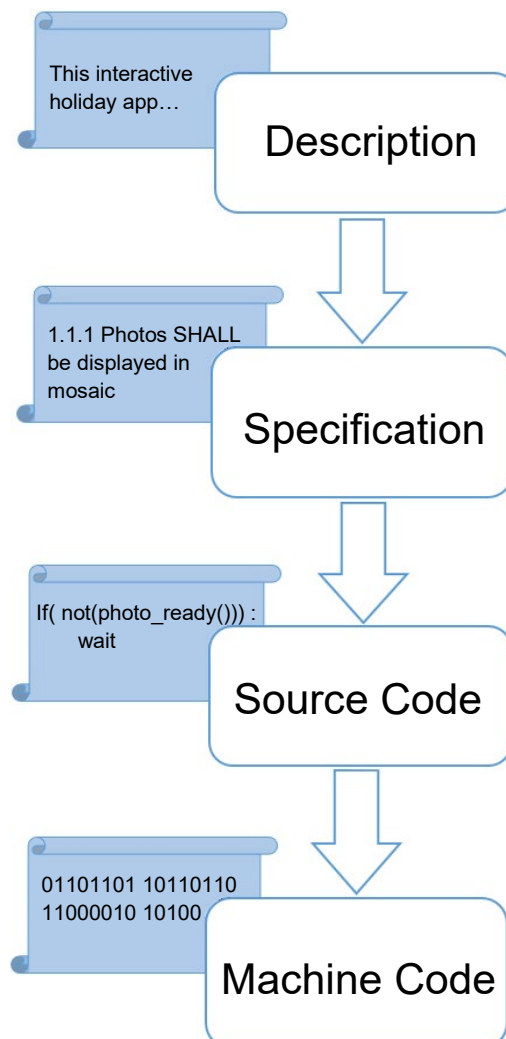 This interactive
holiday app…
Description
1.1.1 Photos SHALL
be displayed in
mosaic
Specification
If( not(photo_ready())) :
wait
Source Code
01101101 10110110
11000010 10100
Machine Code